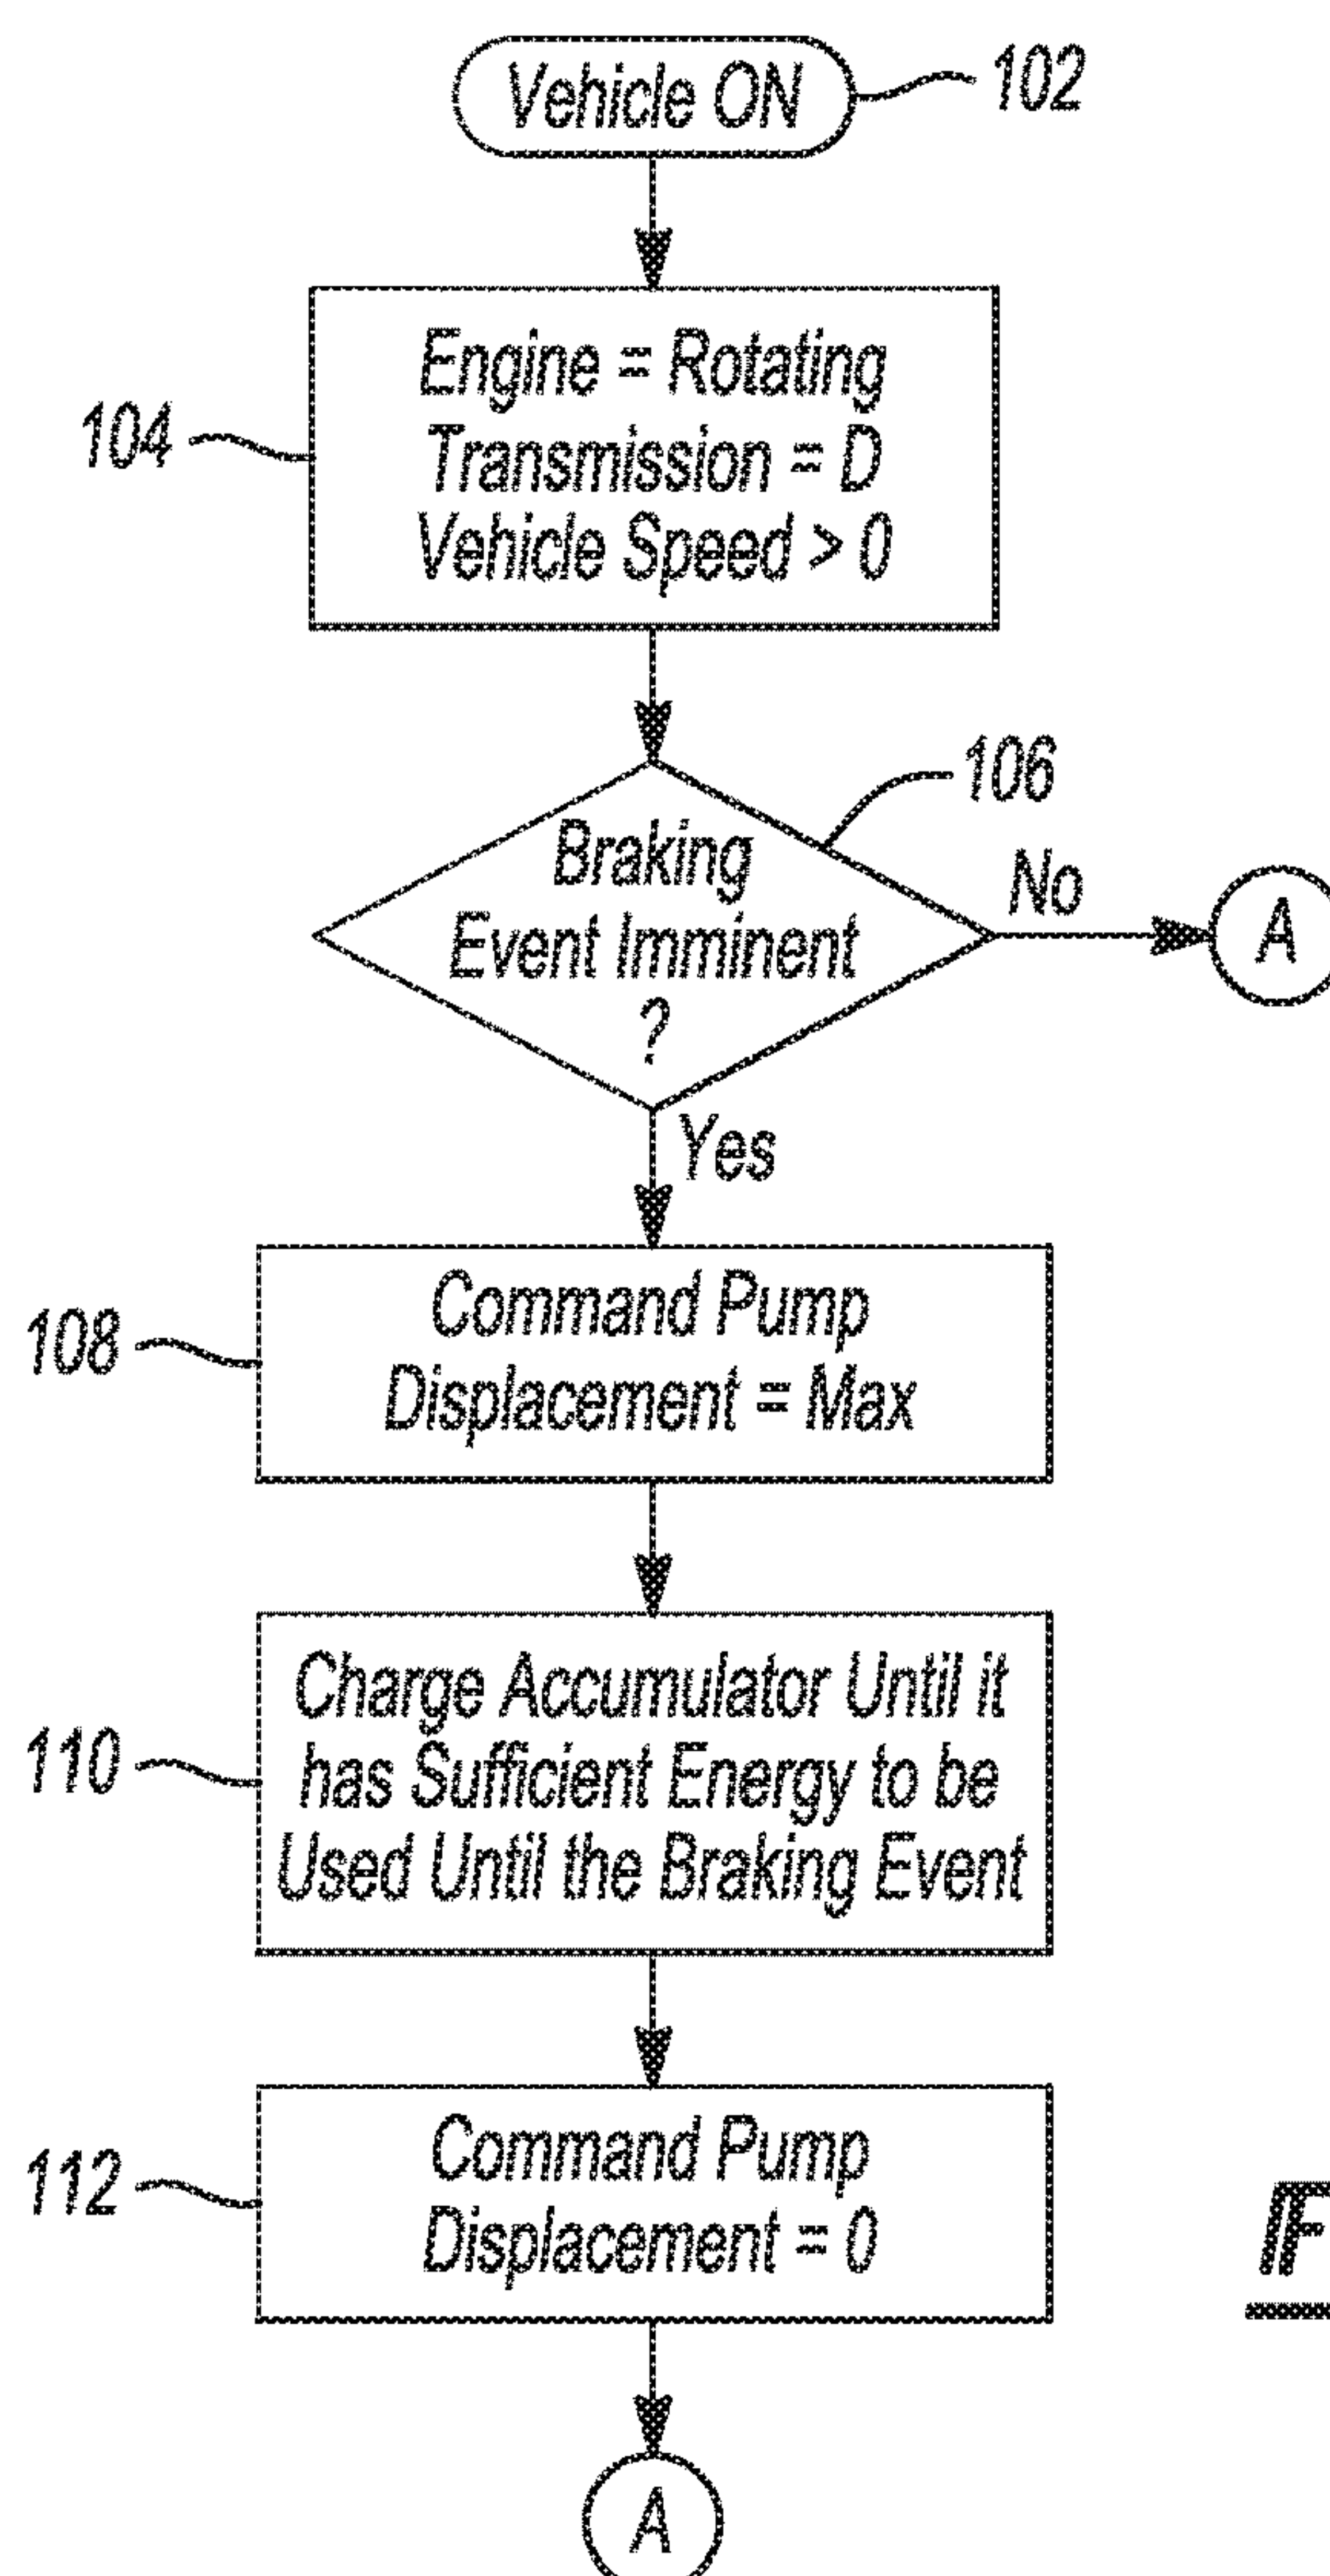 Vehicle ON
102
104
Engine = Rotating
Transmission = D
Vehicle Speed > 0
106
Braking
Event Imminent
?
No
A
Yes
108
Command Pump
Displacement = Max
110
Charge Accumulator Until it
has Sufficient Energy to be
Used Until the Braking Event
112
Command Pump
Displacement = 0
F
A